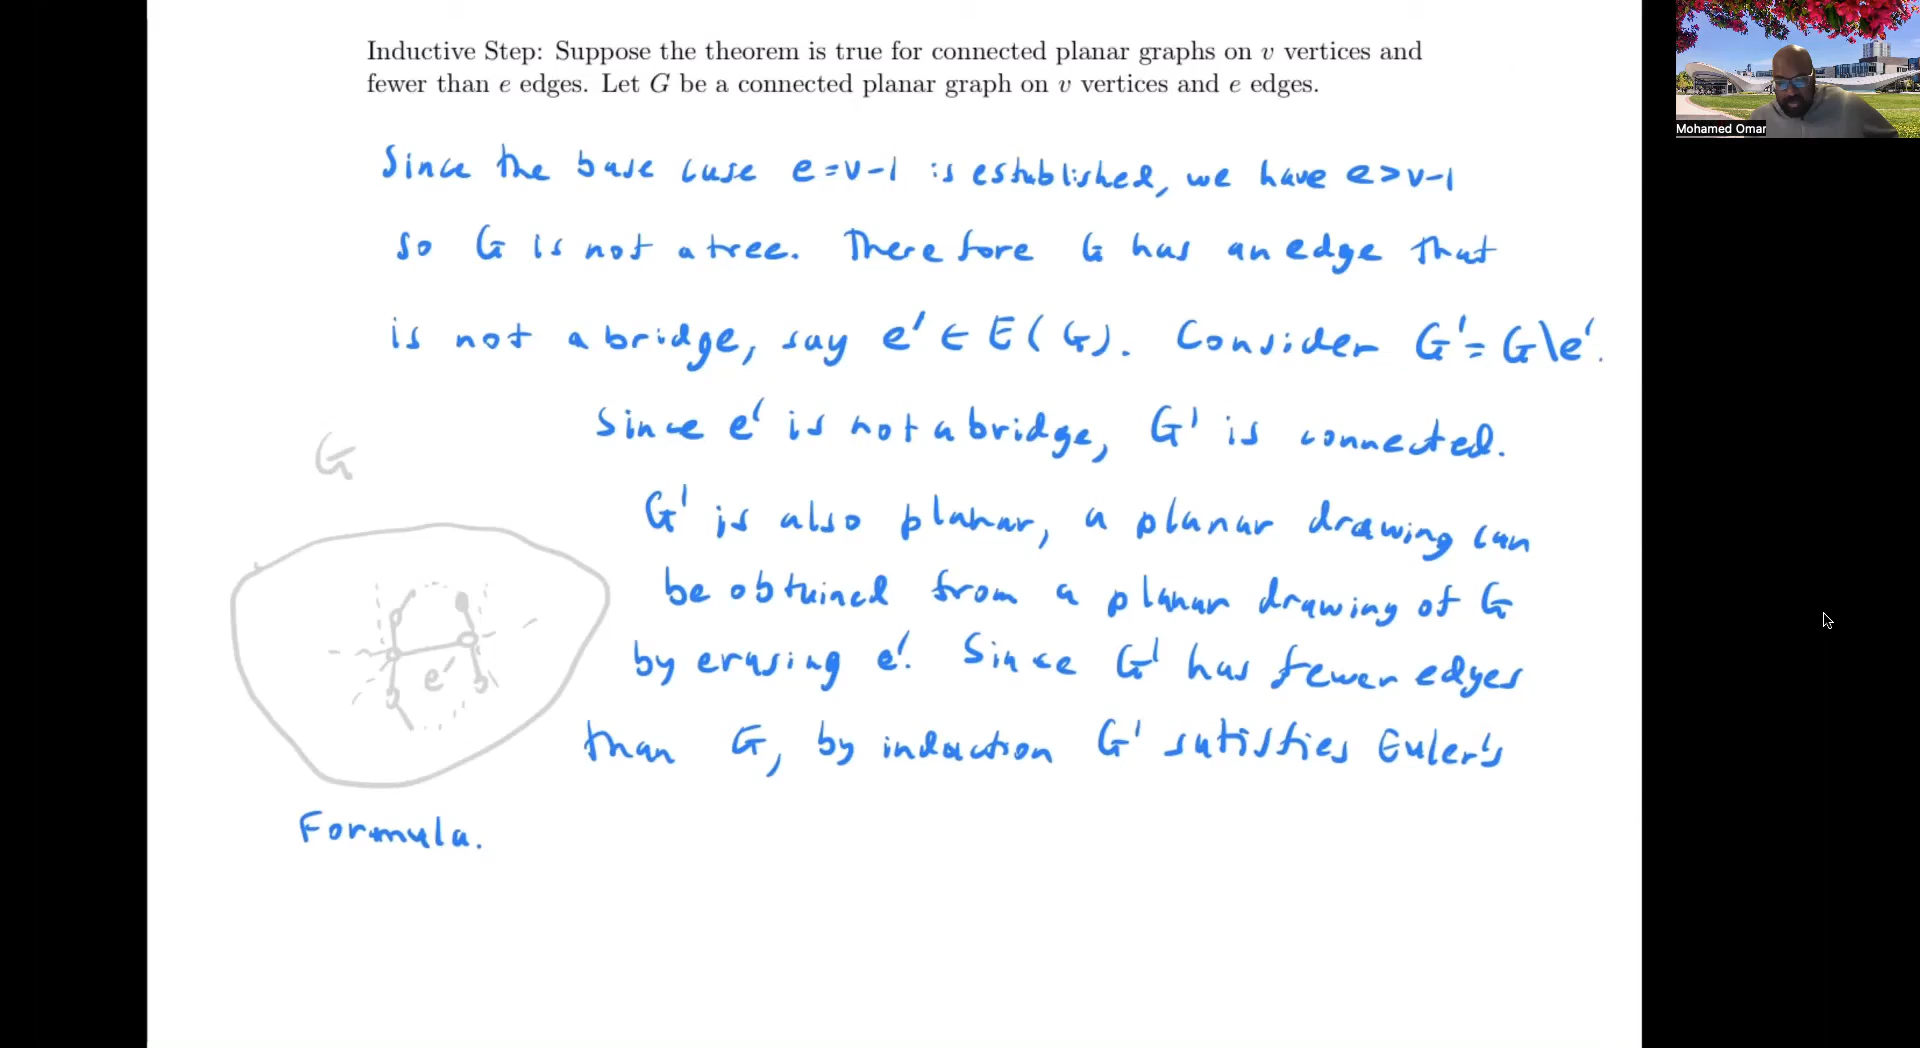 Inductive Step: Suppose the theorem is true for connected planar graphs on v vertices and
fewer than e edges. Let G be a connected planar graph on v vertices and e edges.
Since the base case e=v-1 is established, we have e>v-1
so G is not a tree. Therefore G has an edge that
is not a bridge, say e' ∈ E(G). Consider G'= G\e'.
Since e' is not a bridge, G' is connected.
G' is also planar, a planar drawing can
be obtained from a planar drawing of G
by erasing e'. Since G' has fewer edges
than G, by induction G' satisfies Euler's
Formula.
G
e'
Mohamed Omar